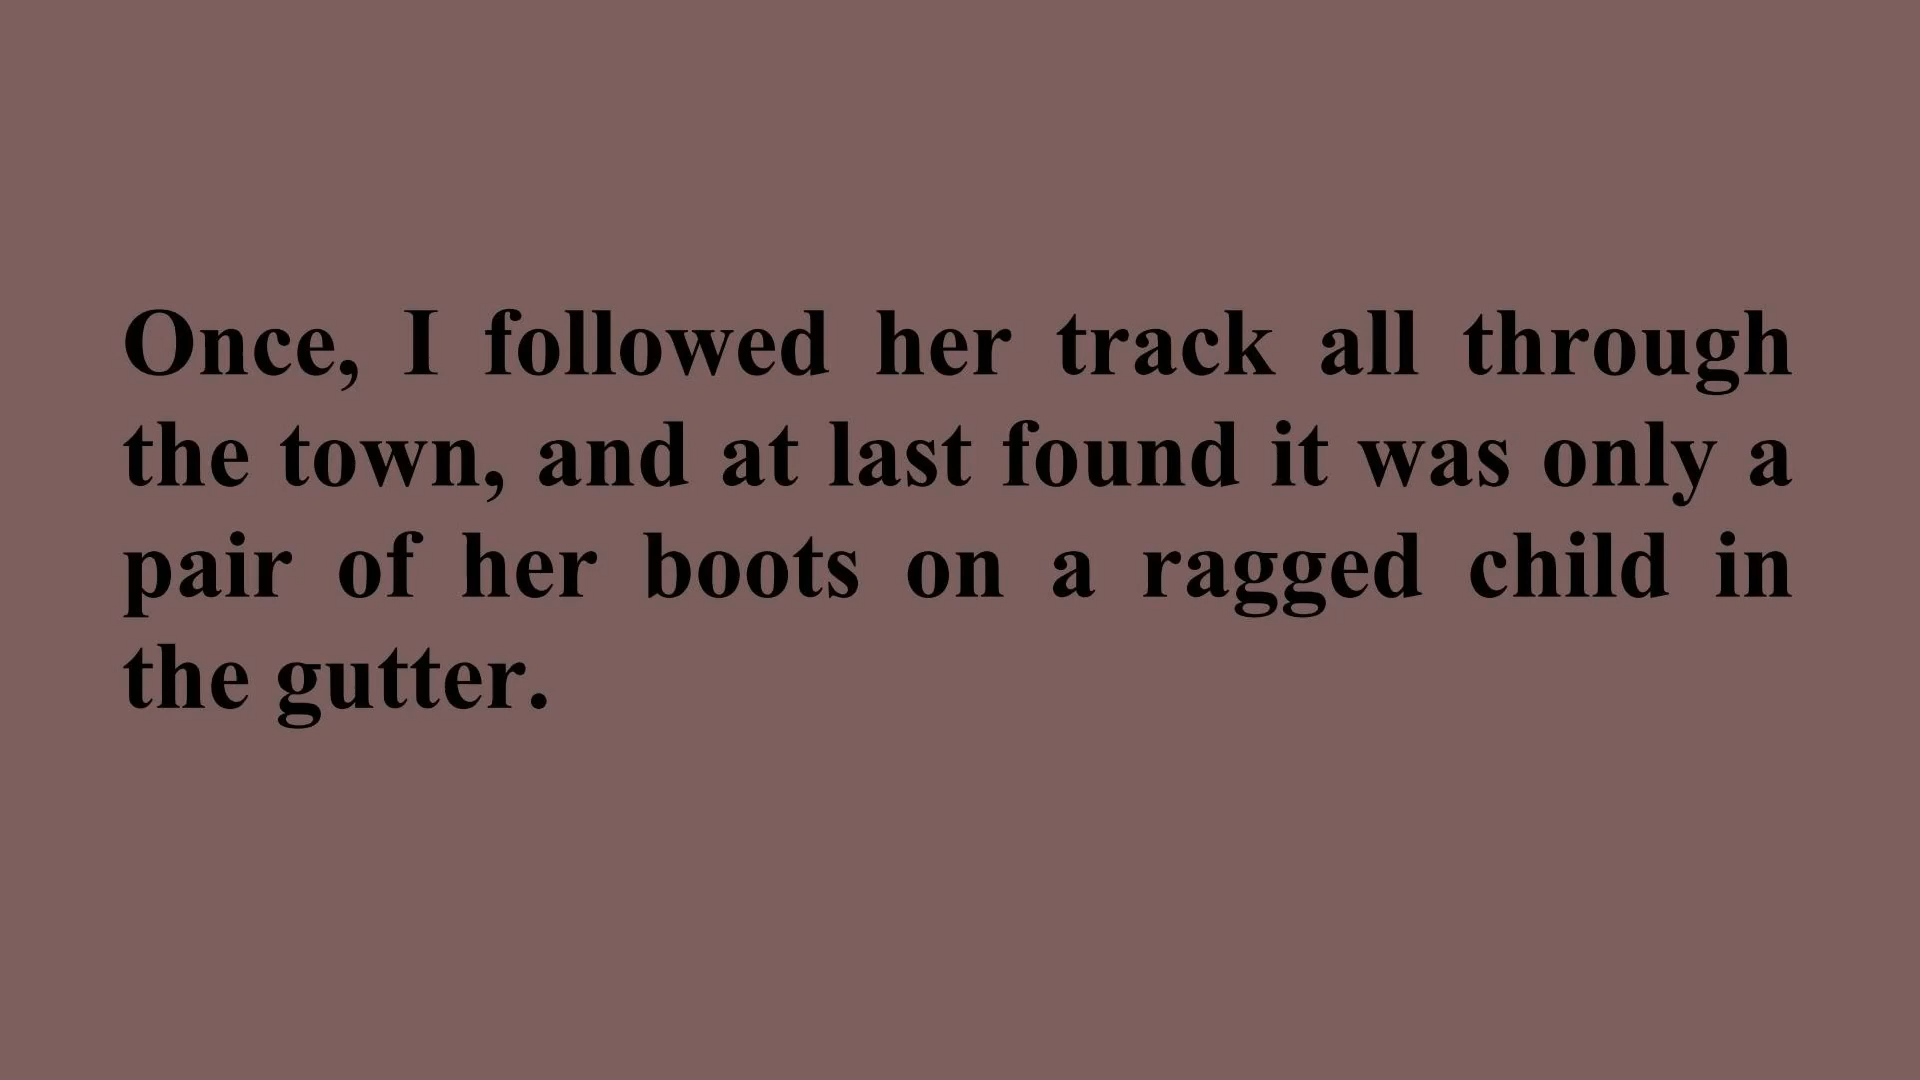 Once, I followed her track all through
the town, and at last found it was only a
pair of her boots on a ragged child in
the gutter.